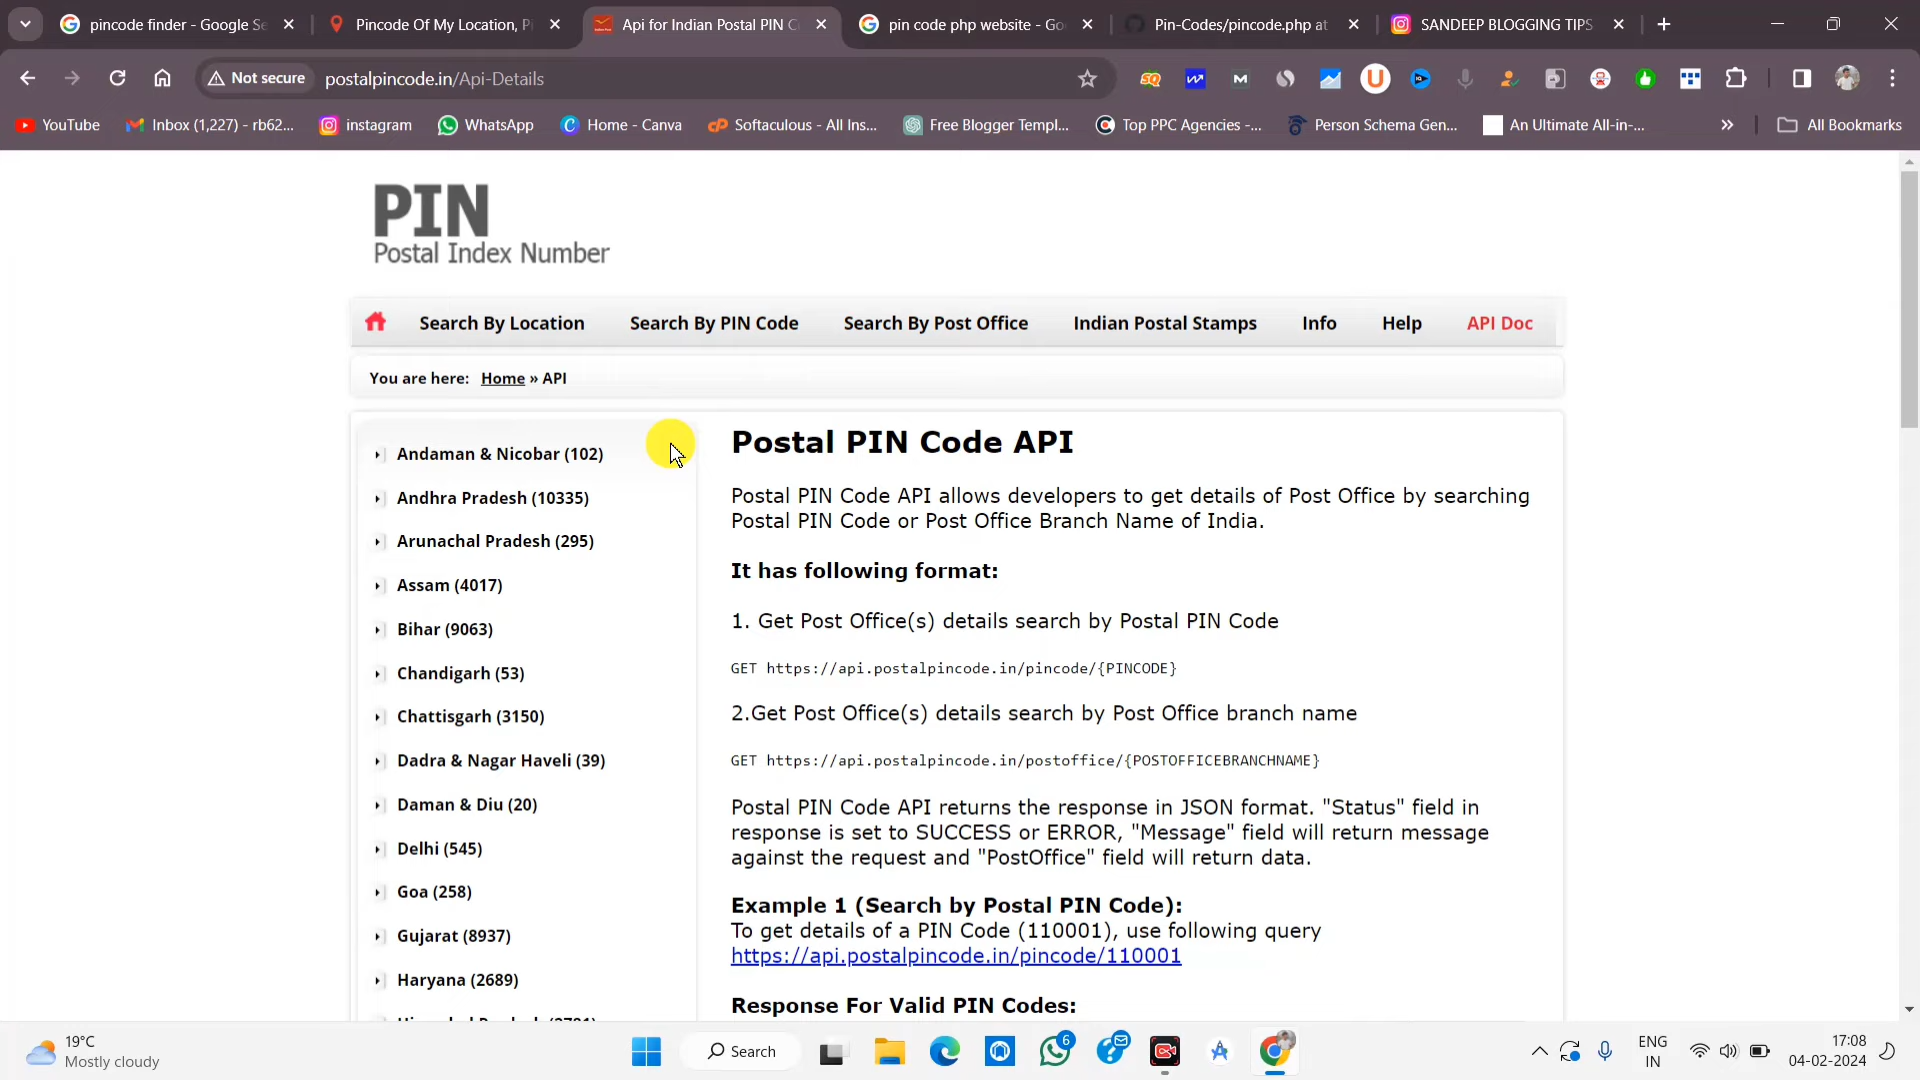 pincode finder - Google Se
Pincode Of My Location, P
Api for Indian Postal PIN C
pin code php website - Go
Pin-Codes/pincode.php at
SANDEEP BLOGGING TIPS
Not secure
postalpincode.in/Api-Details
YouTube
Inbox (1,227) - rb62...
instagram
WhatsApp
Home - Canva
Softaculous - All Ins...
Free Blogger Templ...
Top PPC Agencies -...
Person Schema Gen...
An Ultimate All-in-...
All Bookmarks
PIN
Postal Index Number
Search By Location
Search By PIN Code
Search By Post Office
Indian Postal Stamps
Info
Help
API Doc
You are here: Home » API
Andaman & Nicobar (102)
Andhra Pradesh (10335)
Arunachal Pradesh (295)
Assam (4017)
Bihar (9063)
Chandigarh (53)
Chattisgarh (3150)
Dadra & Nagar Haveli (39)
Daman & Diu (20)
Delhi (545)
Goa (258)
Gujarat (8937)
Haryana (2689)
Postal PIN Code API
Postal PIN Code API allows developers to get details of Post Office by searching
Postal PIN Code or Post Office Branch Name of India.
It has following format:
1. Get Post Office(s) details search by Postal PIN Code
GET https://api.postalpincode.in/pincode/{PINCODE}
2.Get Post Office(s) details search by Post Office branch name
GET https://api.postalpincode.in/postoffice/{POSTOFFICEBRANCHNAME}
Postal PIN Code API returns the response in JSON format. "Status" field in
response is set to SUCCESS or ERROR, "Message" field will return message
against the request and "PostOffice" field will return data.
Example 1 (Search by Postal PIN Code):
To get details of a PIN Code (110001), use following query
https://api.postalpincode.in/pincode/110001
Response For Valid PIN Codes:
19°C
Mostly cloudy
Search
6
ENG
IN
17:08
04-02-2024